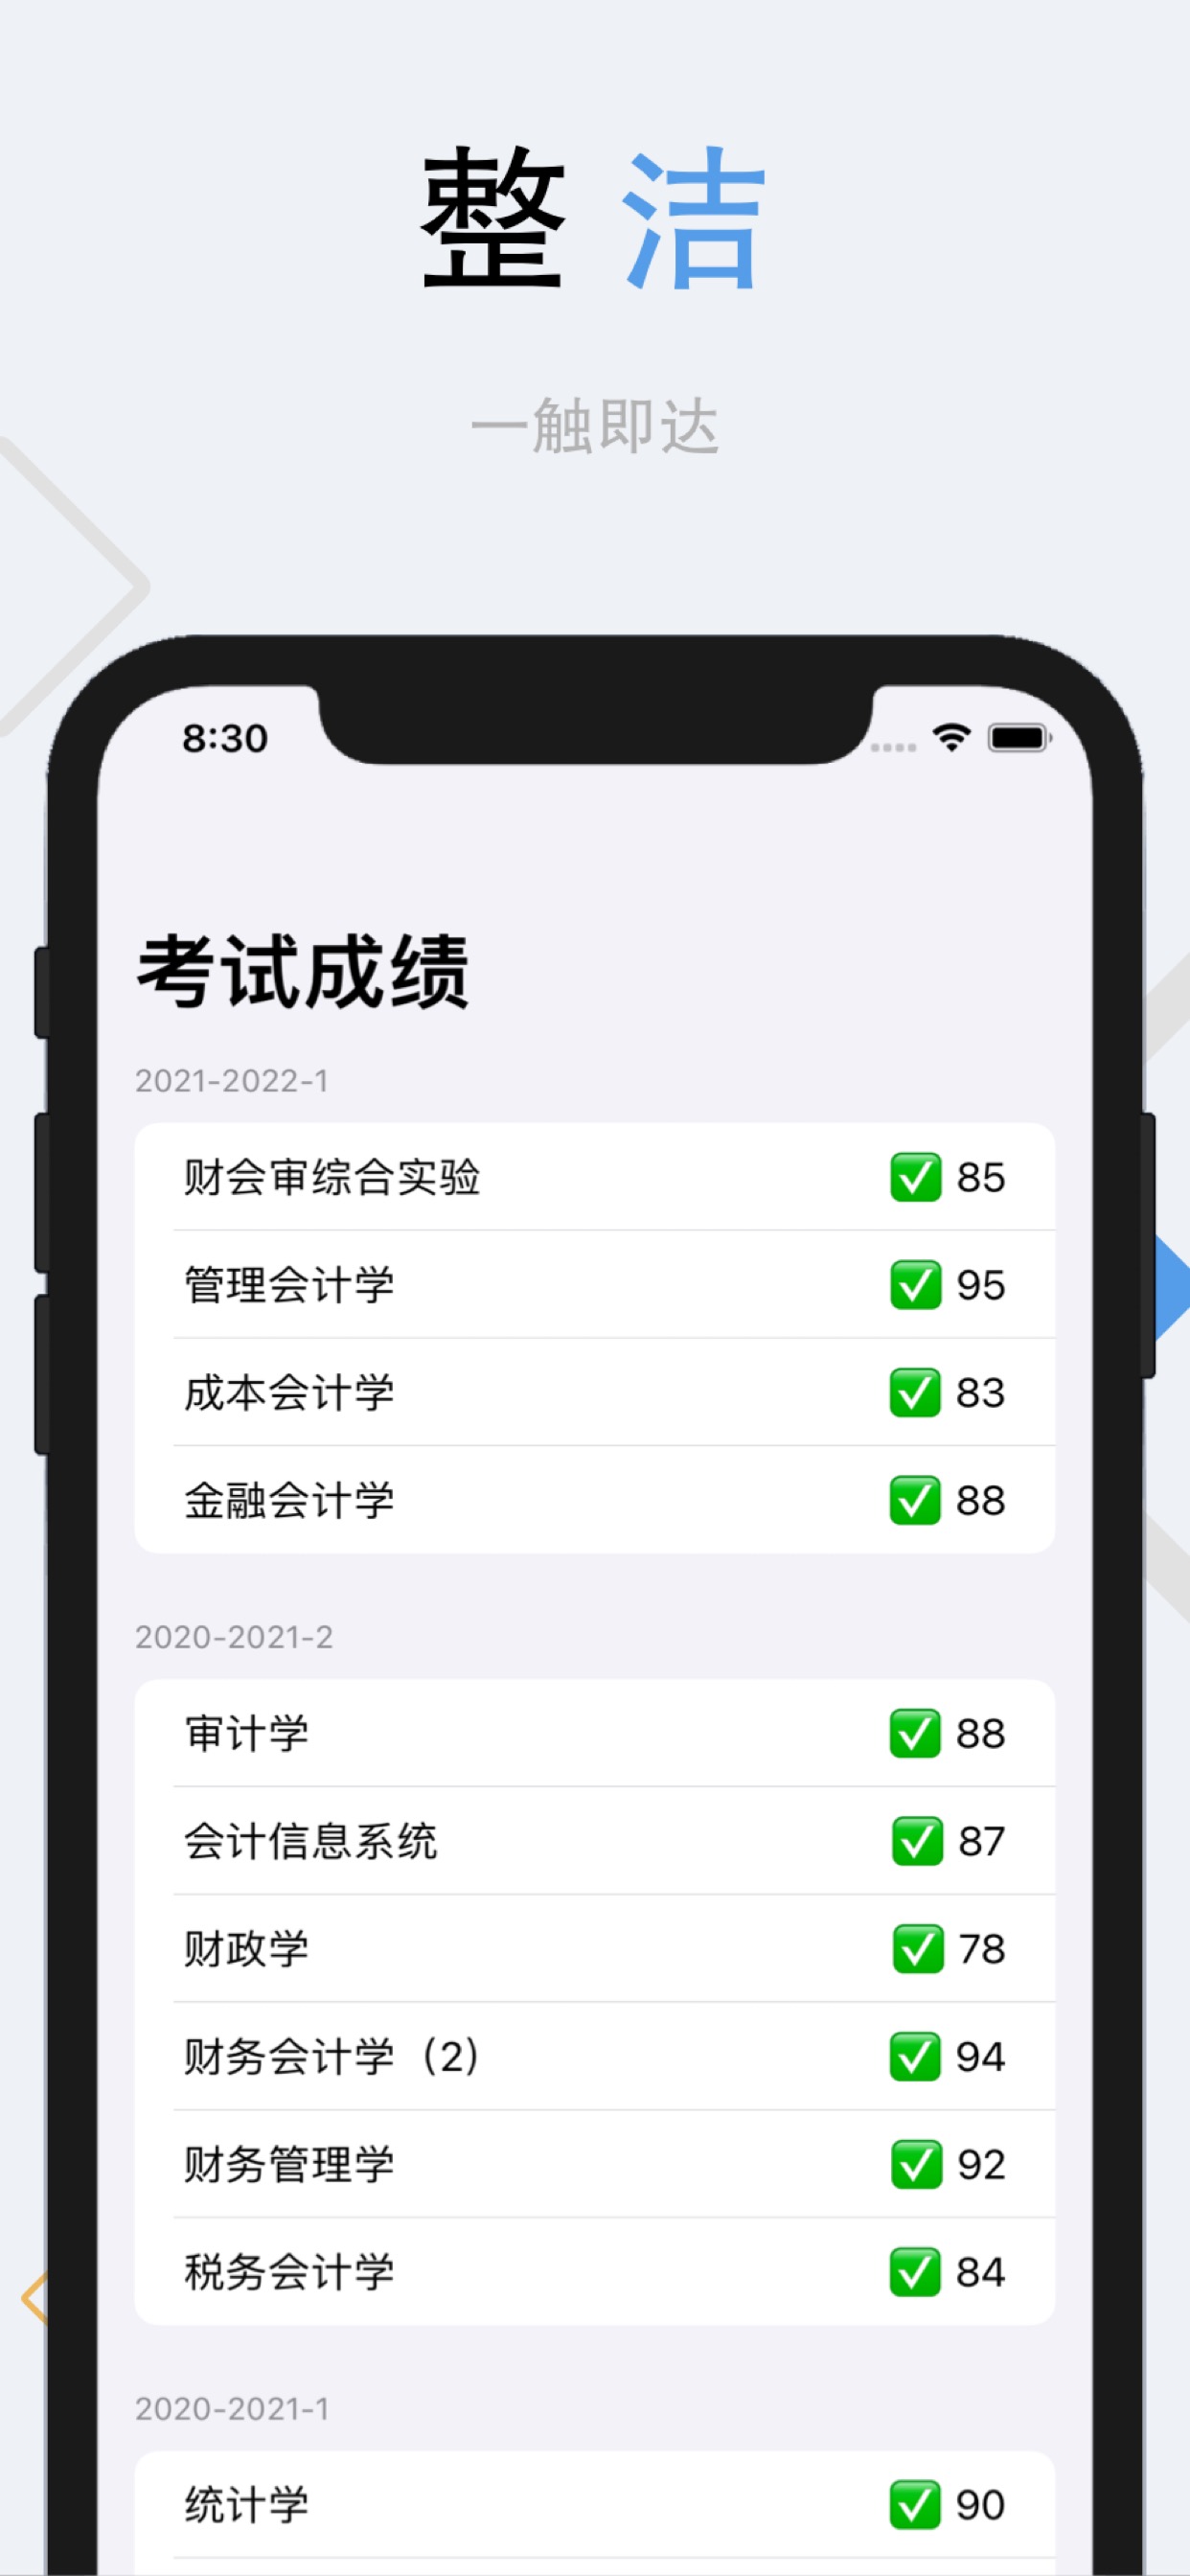 整 洁
一触即达
8:30
考试成绩
2021-2022-1
财会审综合实验 ✅ 85
管理会计学 ✅ 95
成本会计学 ✅ 83
金融会计学 ✅ 88
2020-2021-2
审计学 ✅ 88
会计信息系统 ✅ 87
财政学 ✅ 78
财务会计学（2） ✅ 94
财务管理学 ✅ 92
税务会计学 ✅ 84
2020-2021-1
统计学 ✅ 90